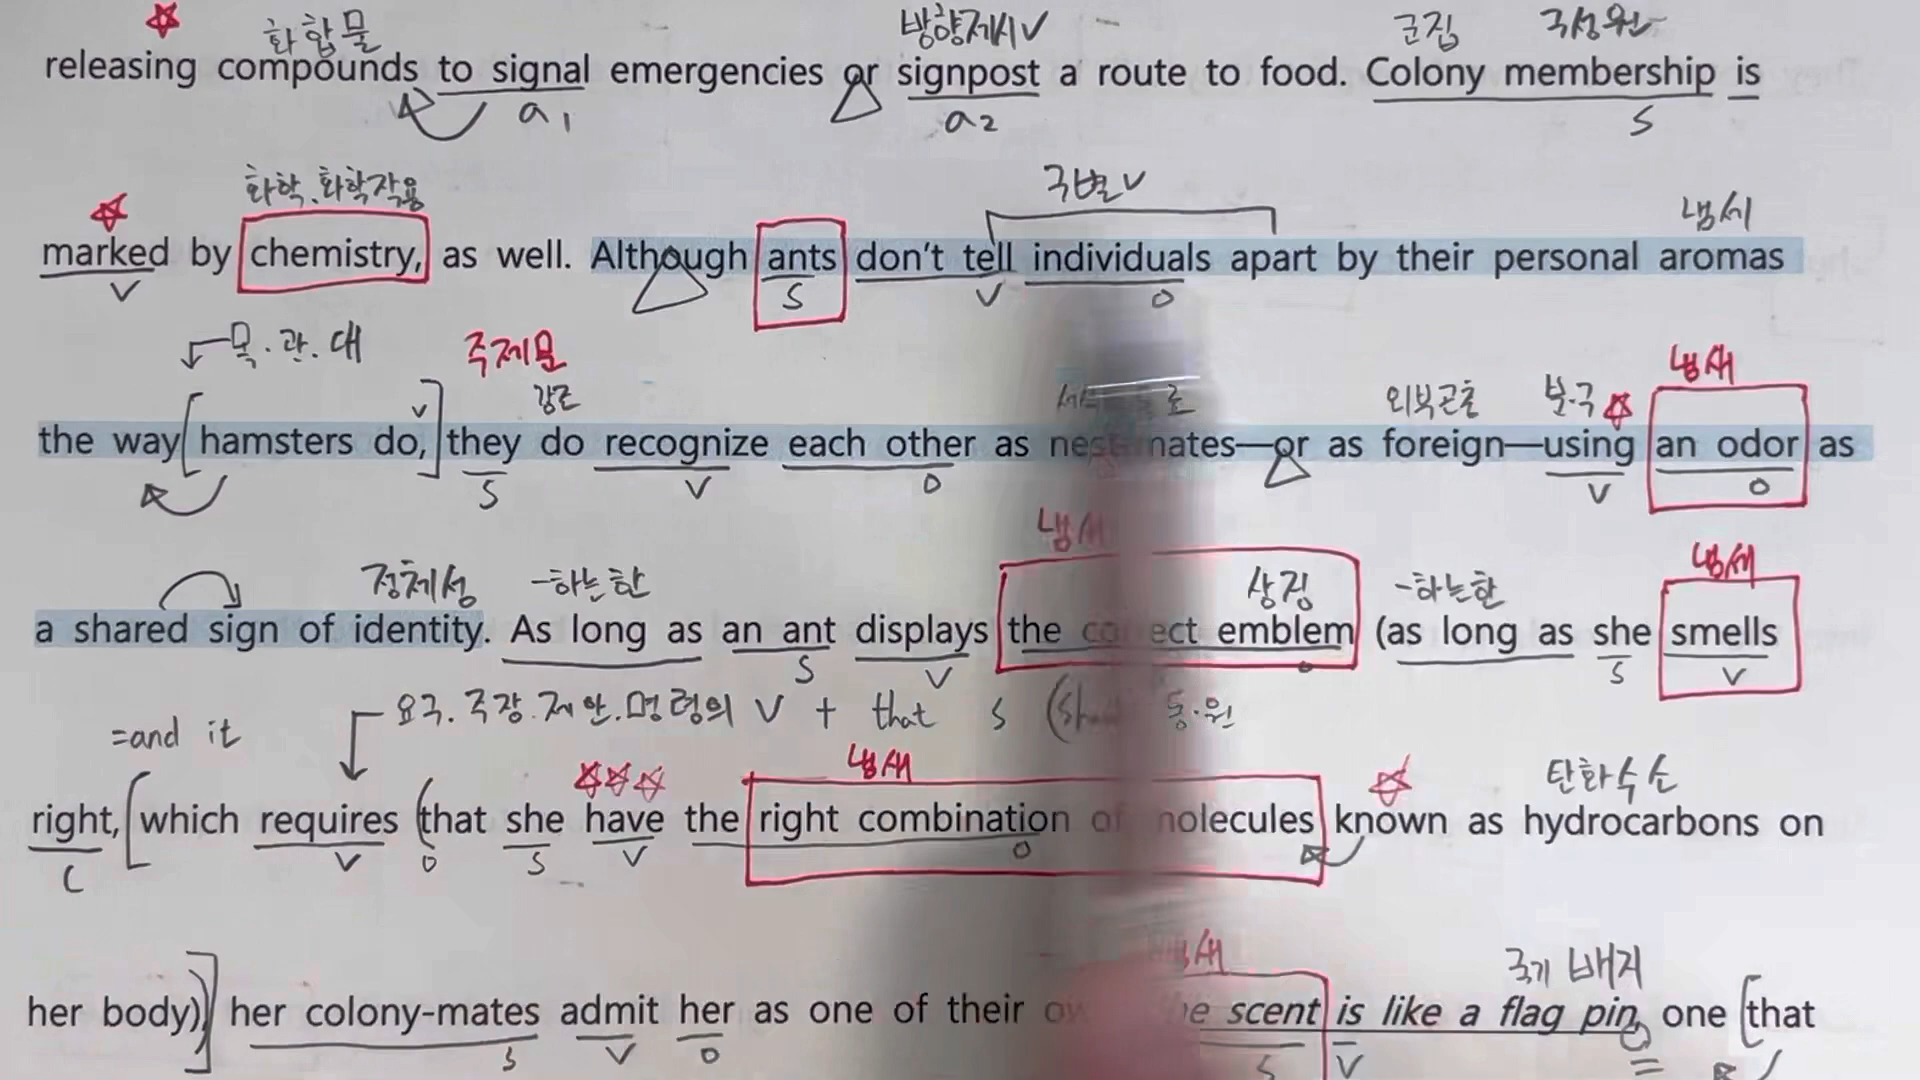 화합물 방향제시v 군집 구성원
releasing compounds to signal emergencies or signpost a route to food. Colony membership is
a1 a2 S
화학.화학작용 구별v 냄새
marked by chemistry, as well. Although ants don't tell individuals apart by their personal aromas
V S V O
목.관.대 주제문 강조 외부곤충 분.구 냄새
the way hamsters do, they do recognize each other as mates—or as foreign—using an odor as
v S V O V O
냄새
정체성 -하는한 상징 -하는한 냄새
a shared sign of identity. As long as an ant displays the emblem (as long as she smells
S V S V
=and it 요구.주장.제안.명령의 V + that S 동.원
냄새 탄화수소
right, which requires that she have the right combination of molecules known as hydrocarbons on
C V O S V O
국기 배지
her body), her colony-mates admit her as one of their scent is like a flag pin, one that
S V O S V